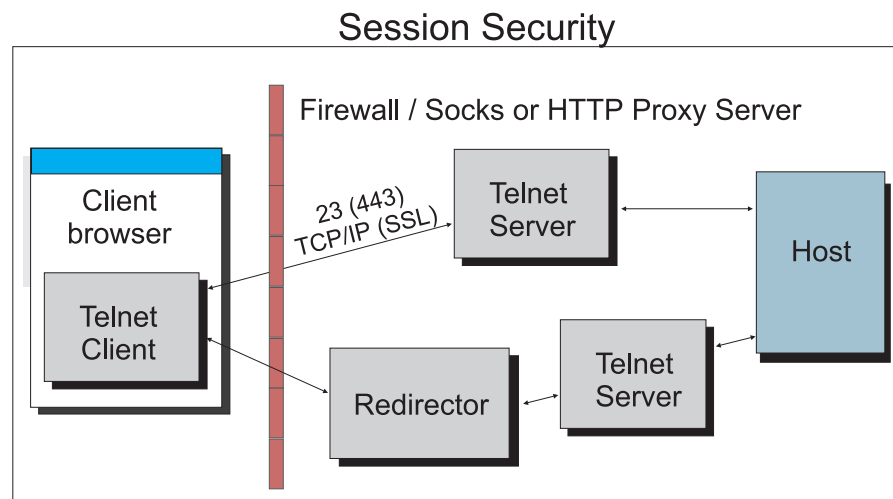 Session Security
Firewall / Socks or HTTP Proxy Server
Client
browser
Telnet
Client
23 (443)
TCP/IP (SSL)
Telnet
Server
Host
Redirector
Telnet
Server